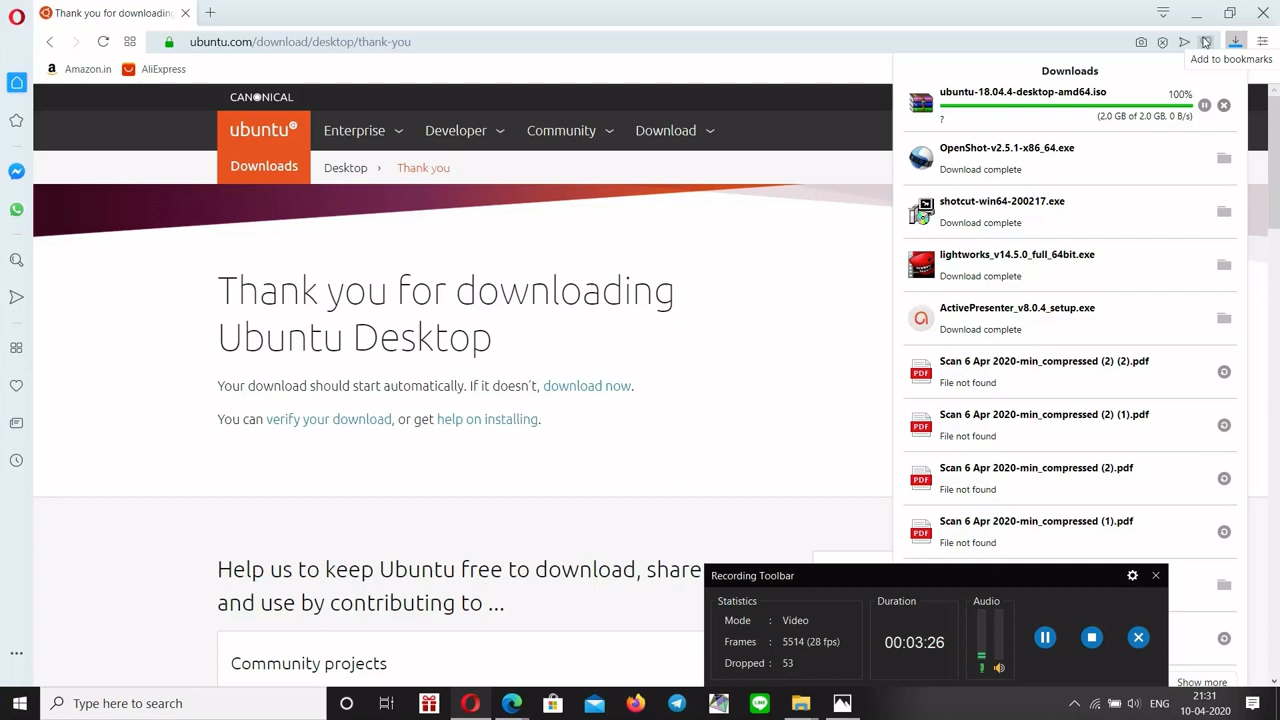 Thank you for downloading
ubuntu.com/download/desktop/thank-you
Add to bookmarks
Amazon.in
AliExpress
CANONICAL
ubuntu
Enterprise
Developer
Community
Download
Downloads
Desktop
Thank you
Thank you for downloading
Ubuntu Desktop
Your download should start automatically. If it doesn't, download now.
You can verify your download, or get help on installing.
Help us to keep Ubuntu free to download, share
and use by contributing to ...
Community projects
Downloads
ubuntu-18.04.4-desktop-amd64.iso
100%
?
(2.0 GB of 2.0 GB, 0 B/s)
OpenShot-v2.5.1-x86_64.exe
Download complete
shotcut-win64-200217.exe
Download complete
lightworks_v14.5.0_full_64bit.exe
Download complete
ActivePresenter_v8.0.4_setup.exe
Download complete
PDF
Scan 6 Apr 2020-min_compressed (2) (2).pdf
File not found
PDF
Scan 6 Apr 2020-min_compressed (2) (1).pdf
File not found
PDF
Scan 6 Apr 2020-min_compressed (2).pdf
File not found
PDF
Scan 6 Apr 2020-min_compressed (1).pdf
File not found
Show more
Recording Toolbar
Statistics
Mode : Video
Frames : 5514 (28 fps)
Dropped : 53
Duration
00:03:26
Audio
Type here to search
LINE
ENG
21:31
10-04-2020